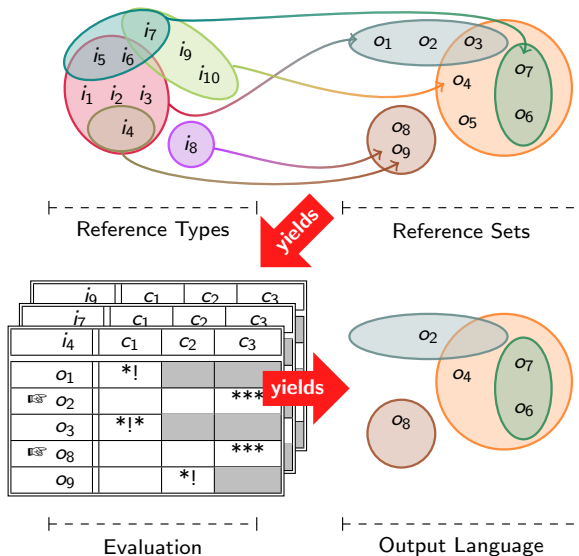 i7
i5 i6 i9
i10
i1 i2 i3
i4
i8
o1 o2 o3
o4 o7
o5 o6
o8
o9
Reference Types
yields
Reference Sets
i9 c1 c2 c3
i7 c1 c2 c3
i4 c1 c2 c3
o1 *!
☞ o2 ***
o3 *!*
☞ o8 ***
o9 *!
yields
o2
o4 o7
o6
o8
Evaluation
Output Language